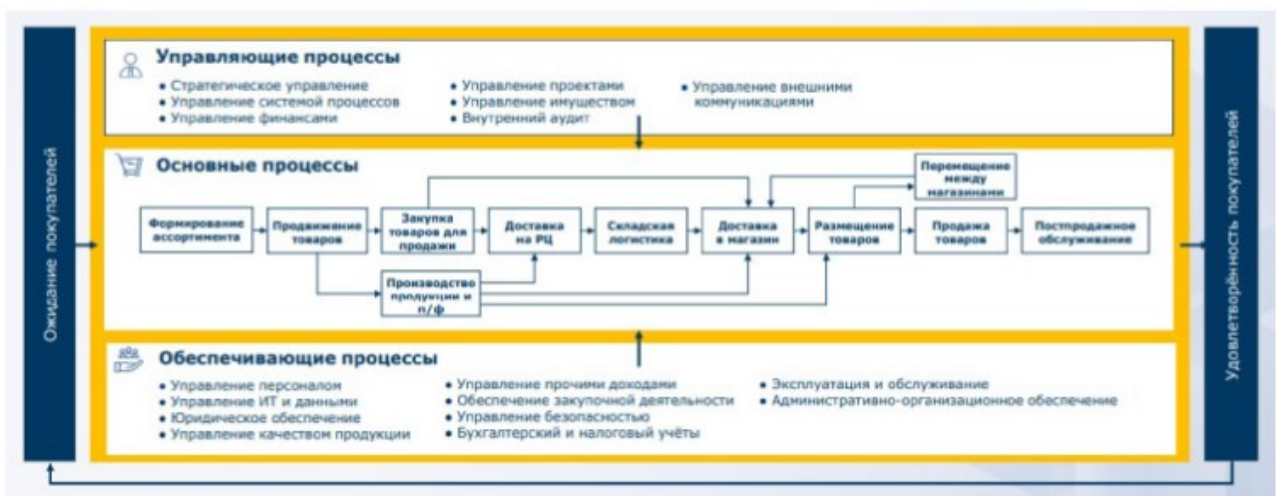 Ожидание покупателей
Управляющие процессы
• Стратегическое управление
• Управление системой процессов
• Управление финансами
• Управление проектами
• Управление имуществом
• Внутренний аудит
• Управление внешними
коммуникациями
Основные процессы
Формирование
ассортимента
Продвижение
товаров
Закупка
товаров для
продажи
Производство
продукции и
п/ф
Доставка
на РЦ
Складская
логистика
Доставка
в магазин
Размещение
товаров
Перемещение
между
магазинами
Продажа
товаров
Постпродажное
обслуживание
Обеспечивающие процессы
• Управление персоналом
• Управление ИТ и данными
• Юридическое обеспечение
• Управление качеством продукции
• Управление прочими доходами
• Обеспечение закупочной деятельности
• Управление безопасностью
• Бухгалтерский и налоговый учёты
• Эксплуатация и обслуживание
• Административно-организационное обеспечение
Удовлетворённость покупателей